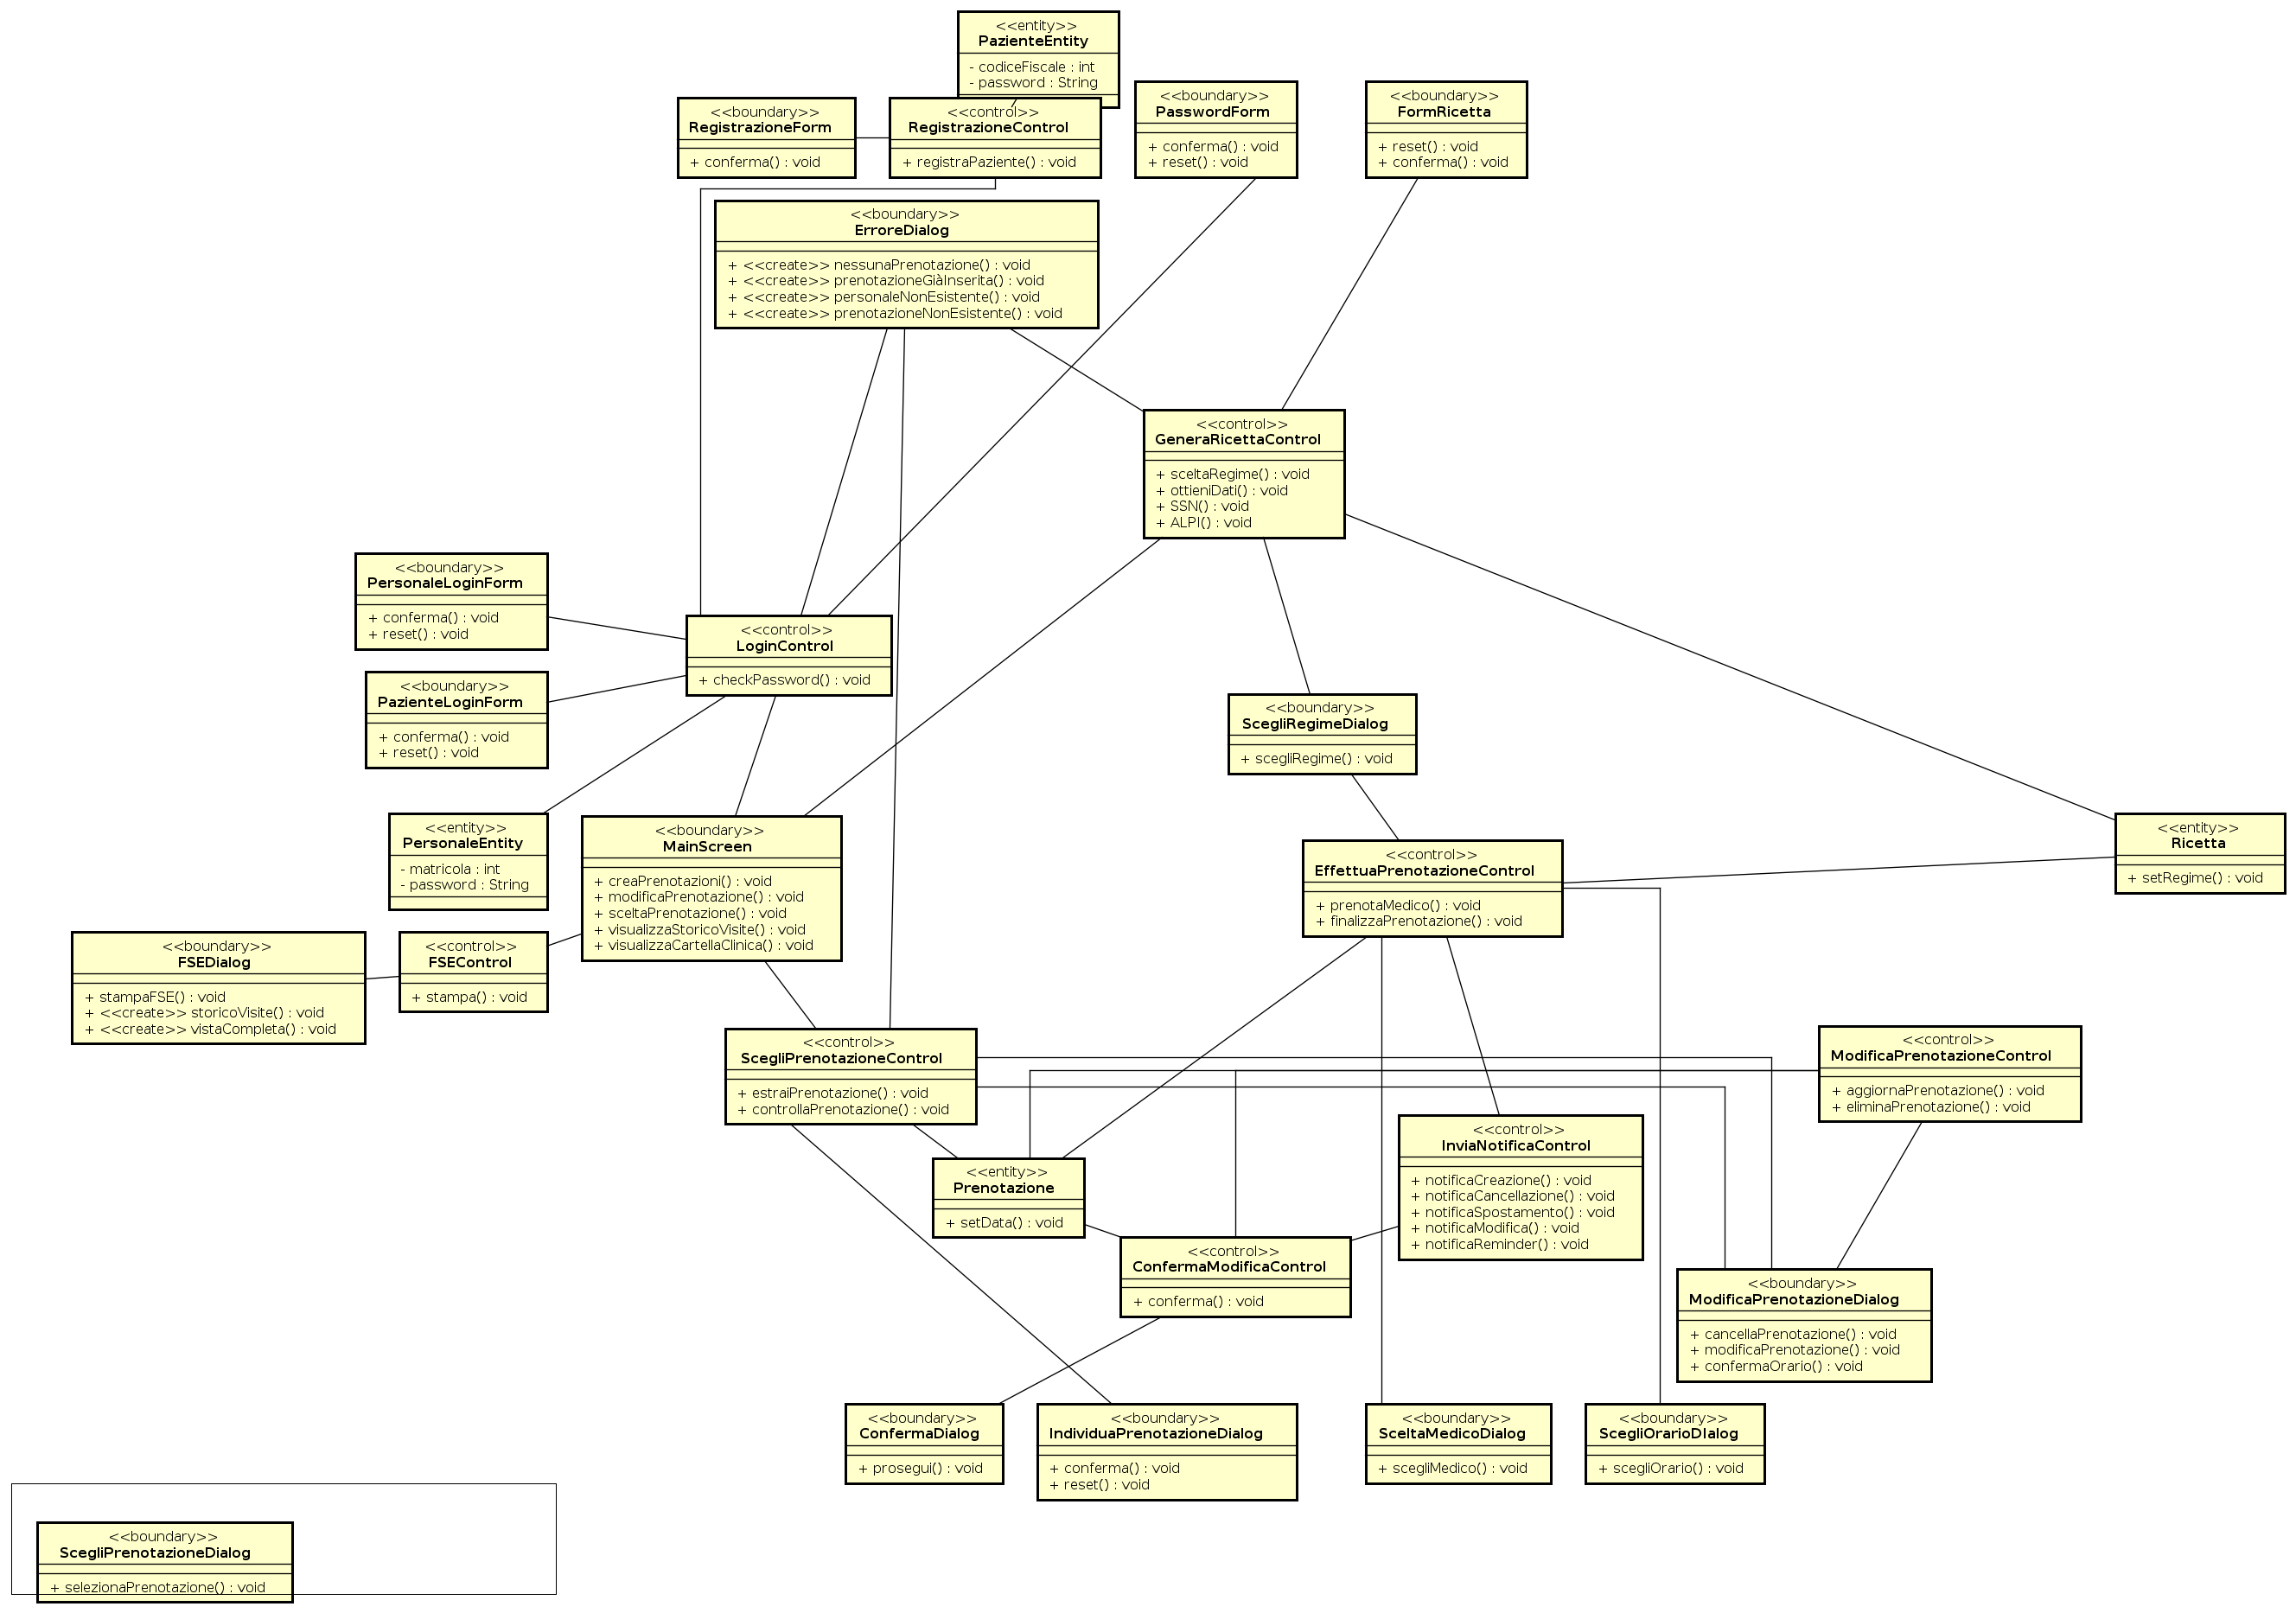 <<entity>>
PazienteEntity
- codiceFiscale : int
- password : String
<<boundary>>
RegistrazioneForm
+ conferma() : void
<<control>>
RegistrazioneControl
+ registraPaziente() : void
<<boundary>>
PasswordForm
+ conferma() : void
+ reset() : void
<<boundary>>
FormRicetta
+ reset() : void
+ conferma() : void
<<boundary>>
ErroreDialog
+ <<create>> nessunaPrenotazione() : void
+ <<create>> prenotazioneGiàInserita() : void
+ <<create>> personaleNonEsistente() : void
+ <<create>> prenotazioneNonEsistente() : void
<<control>>
GeneraRicettaControl
+ sceltaRegime() : void
+ ottieniDati() : void
+ SSN() : void
+ ALPI() : void
<<boundary>>
PersonaleLoginForm
+ conferma() : void
+ reset() : void
<<control>>
LoginControl
+ checkPassword() : void
<<boundary>>
PazienteLoginForm
+ conferma() : void
+ reset() : void
<<boundary>>
ScegliRegimeDialog
+ scegliRegime() : void
<<entity>>
PersonaleEntity
- matricola : int
- password : String
<<boundary>>
MainScreen
+ creaPrenotazioni() : void
+ modificaPrenotazione() : void
+ sceltaPrenotazione() : void
+ visualizzaStoricoVisite() : void
+ visualizzaCartellaClinica() : void
<<control>>
EffettuaPrenotazioneControl
+ prenotaMedico() : void
+ finalizzaPrenotazione() : void
<<entity>>
Ricetta
+ setRegime() : void
<<boundary>>
FSEDialog
+ stampaFSE() : void
+ <<create>> storicoVisite() : void
+ <<create>> vistaCompleta() : void
<<control>>
FSEControl
+ stampa() : void
<<control>>
ScegliPrenotazioneControl
+ estraiPrenotazione() : void
+ controllaPrenotazione() : void
<<control>>
ModificaPrenotazioneControl
+ aggiornaPrenotazione() : void
+ eliminaPrenotazione() : void
<<control>>
InviaNotificaControl
+ notificaCreazione() : void
+ notificaCancellazione() : void
+ notificaSpostamento() : void
+ notificaModifica() : void
+ notificaReminder() : void
<<entity>>
Prenotazione
+ setData() : void
<<control>>
ConfermaModificaControl
+ conferma() : void
<<boundary>>
ModificaPrenotazioneDialog
+ cancellaPrenotazione() : void
+ modificaPrenotazione() : void
+ confermaOrario() : void
<<boundary>>
ConfermaDialog
+ prosegui() : void
<<boundary>>
IndividuaPrenotazioneDialog
+ conferma() : void
+ reset() : void
<<boundary>>
SceltaMedicoDialog
+ scegliMedico() : void
<<boundary>>
ScegliOrarioDIalog
+ scegliOrario() : void
<<boundary>>
ScegliPrenotazioneDialog
+ selezionaPrenotazione() : void